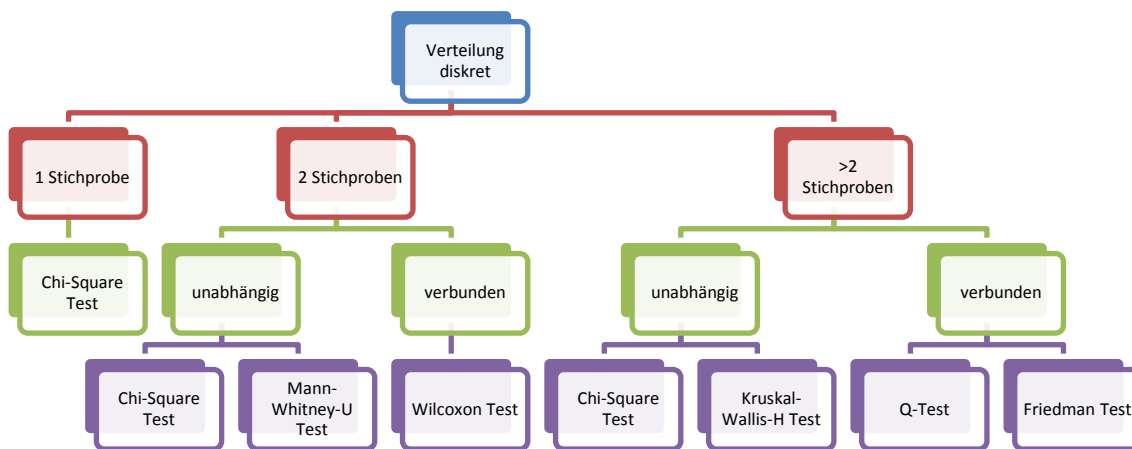 Verteilung
diskret
1 Stichprobe
2 Stichproben
>2
Stichproben
Chi-Square
Test
unabhängig
verbunden
unabhängig
verbunden
Chi-Square
Test
Mann-
Whitney-U
Test
Wilcoxon Test
Chi-Square
Test
Kruskal-
Wallis-H Test
Q-Test
Friedman Test